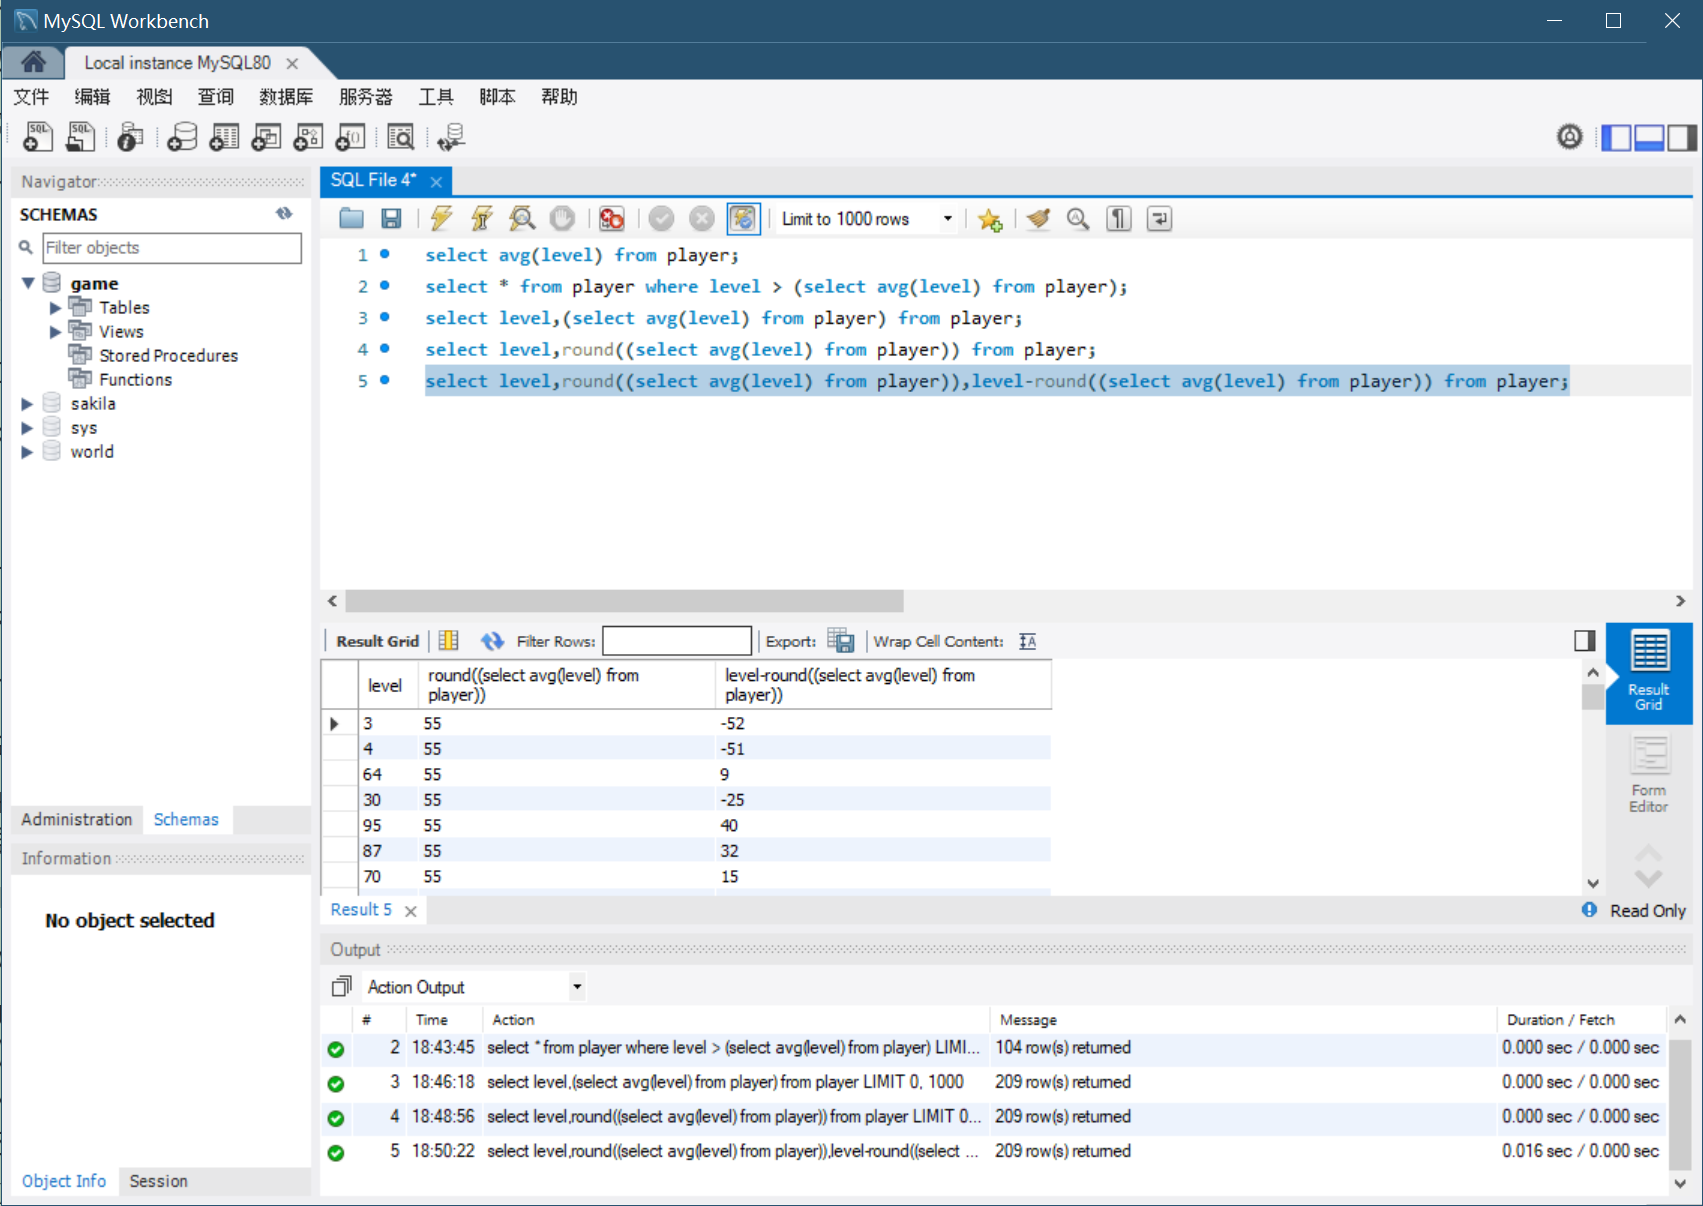 MySQL Workbench
Local instance MySQL80
文件 编辑 视图 查询 数据库 服务器 工具 脚本 帮助
Navigator
SCHEMAS
Filter objects
game
Tables
Views
Stored Procedures
Functions
sakila
sys
world
Administration Schemas
Information
No object selected
Object Info Session
SQL File 4*
Limit to 1000 rows
1 select avg(level) from player;
2 select * from player where level > (select avg(level) from player);
3 select level,(select avg(level) from player) from player;
4 select level,round((select avg(level) from player)) from player;
5 select level,round((select avg(level) from player)),level-round((select avg(level) from player)) from player;
Result Grid Filter Rows: Export: Wrap Cell Content:
level round((select avg(level) from player)) level-round((select avg(level) from player))
3 55 -52
4 55 -51
64 55 9
30 55 -25
95 55 40
87 55 32
70 55 15
Result Grid
Form Editor
Result 5
Read Only
Output
Action Output
# Time Action Message Duration / Fetch
2 18:43:45 select * from player where level > (select avg(level) from player) LIMI... 104 row(s) returned 0.000 sec / 0.000 sec
3 18:46:18 select level,(select avg(level) from player) from player LIMIT 0, 1000 209 row(s) returned 0.000 sec / 0.000 sec
4 18:48:56 select level,round((select avg(level) from player)) from player LIMIT 0... 209 row(s) returned 0.000 sec / 0.000 sec
5 18:50:22 select level,round((select avg(level) from player)),level-round((select ... 209 row(s) returned 0.016 sec / 0.000 sec